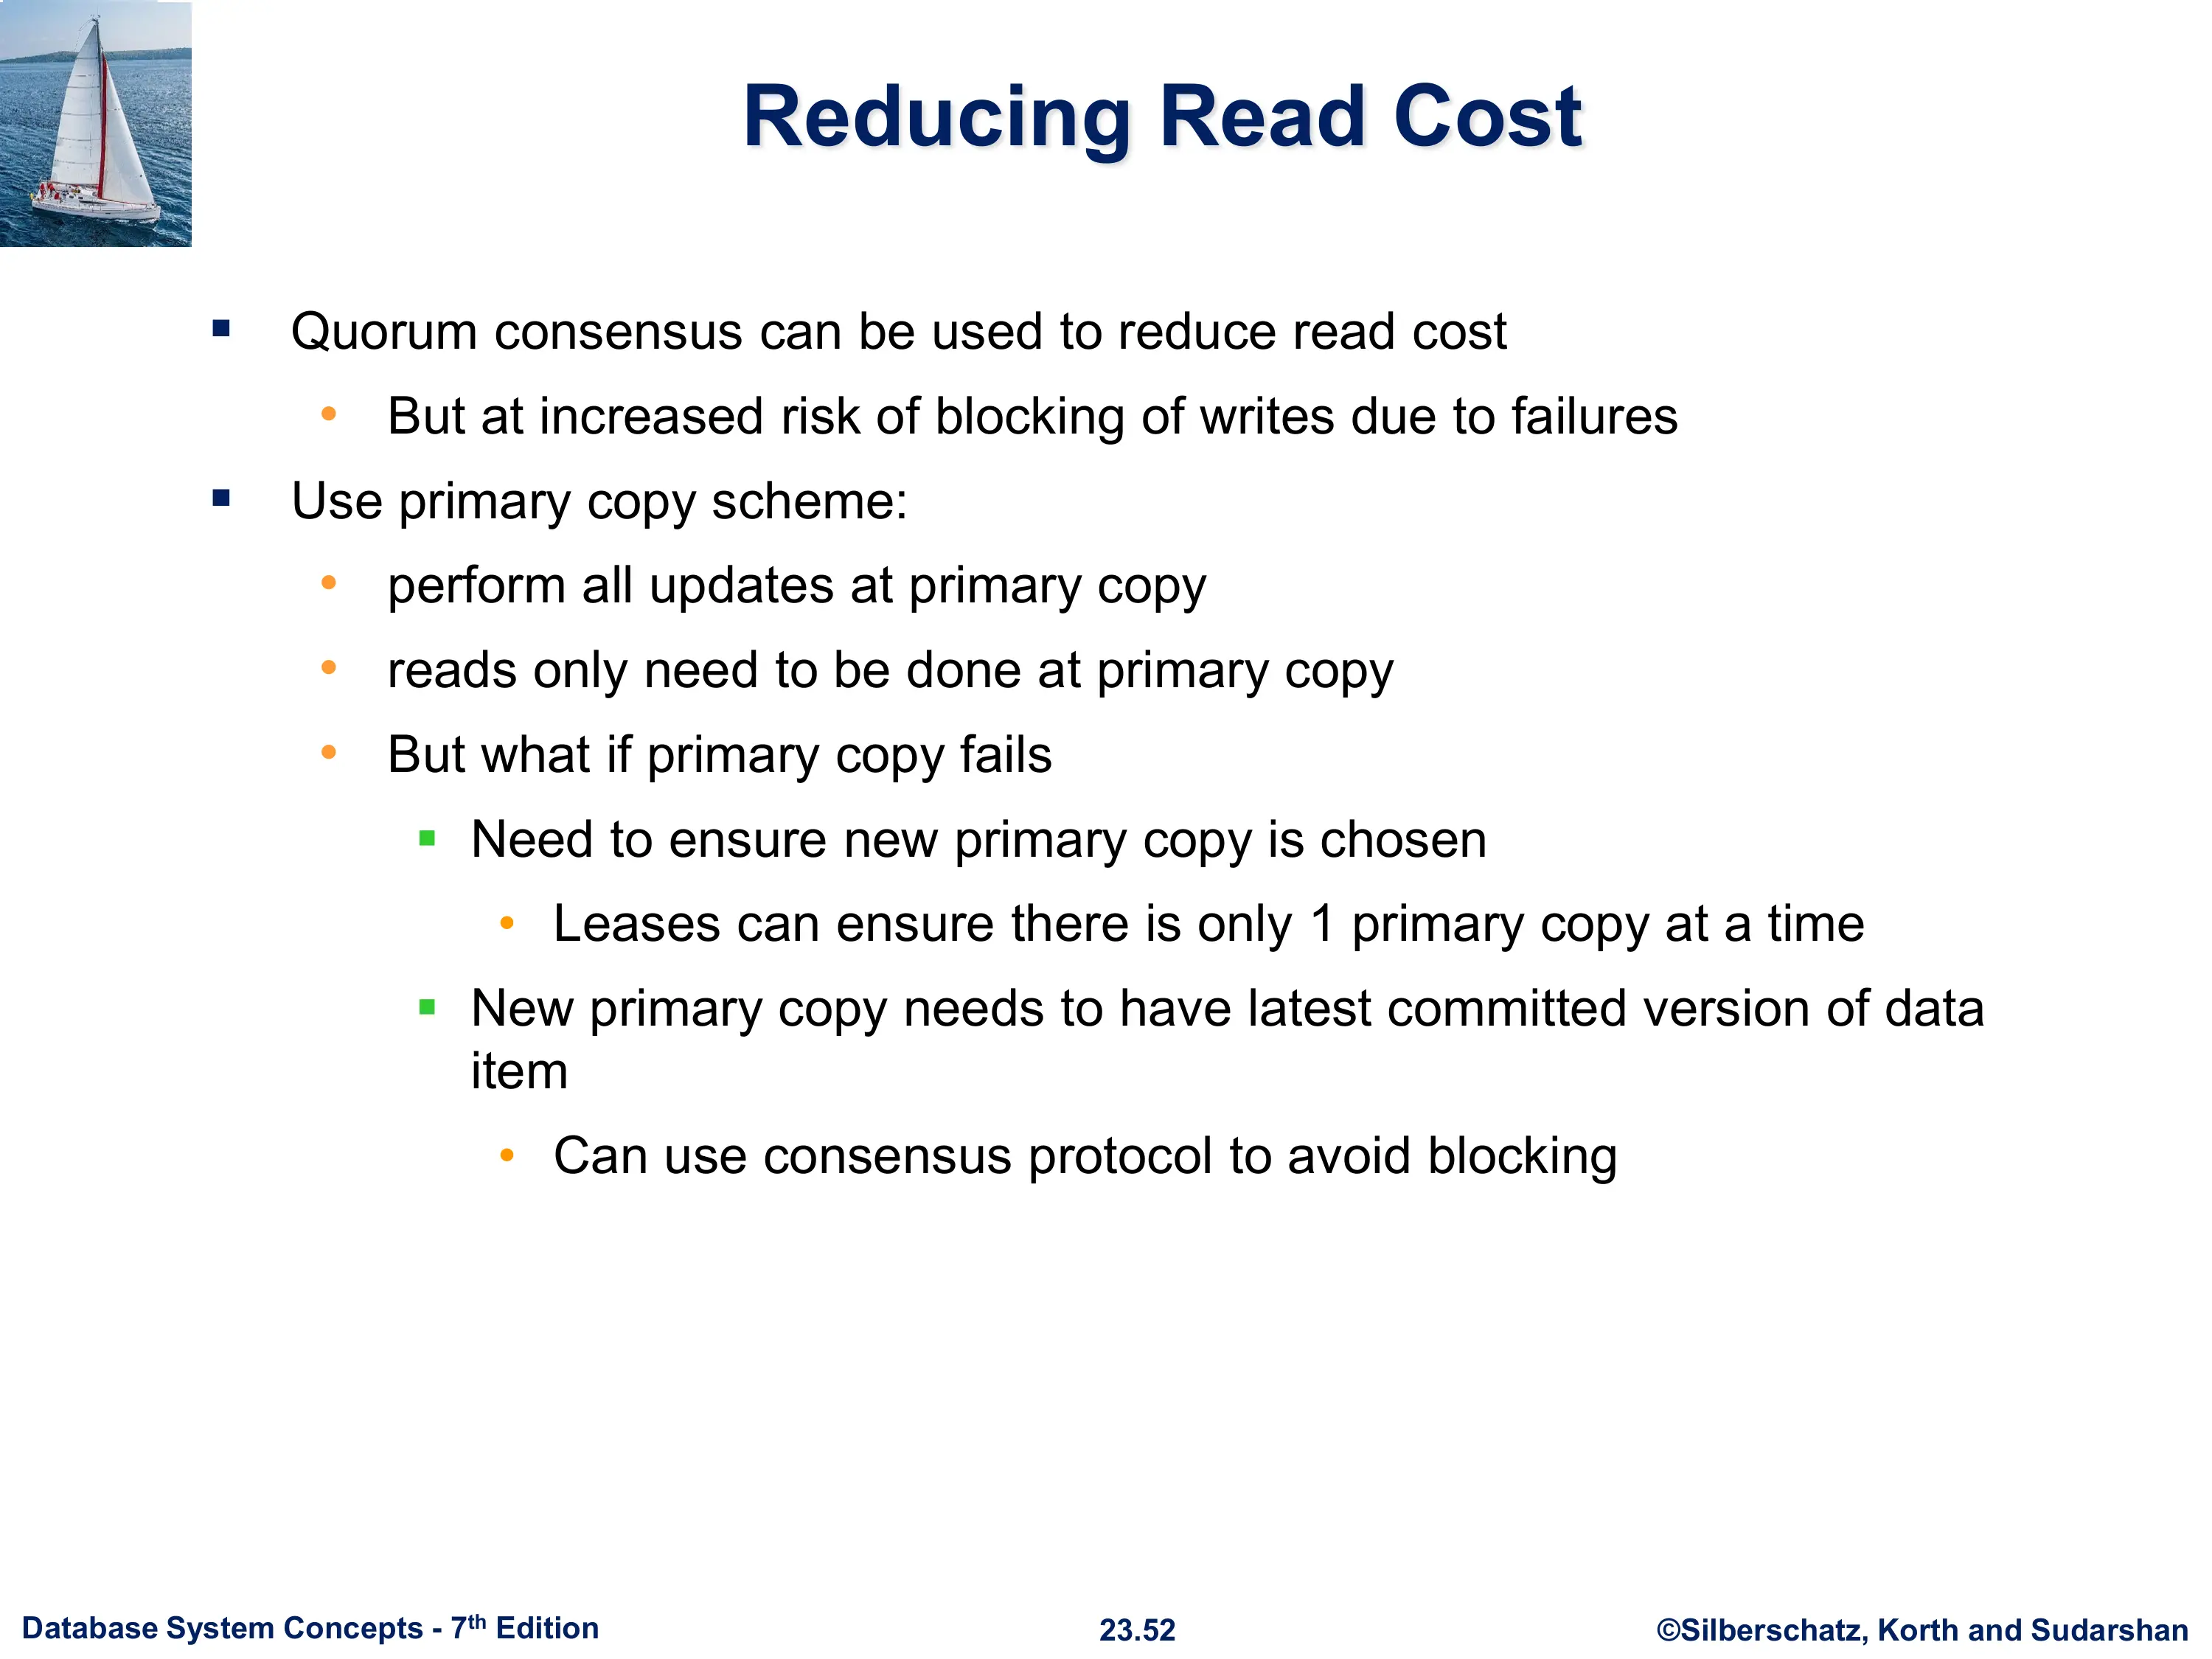 Reducing Read Cost
▪ Quorum consensus can be used to reduce read cost
• But at increased risk of blocking of writes due to failures
▪ Use primary copy scheme:
• perform all updates at primary copy
• reads only need to be done at primary copy
• But what if primary copy fails
▪ Need to ensure new primary copy is chosen
• Leases can ensure there is only 1 primary copy at a time
▪ New primary copy needs to have latest committed version of data
item
• Can use consensus protocol to avoid blocking
Database System Concepts - 7th Edition
23.52
©Silberschatz, Korth and Sudarshan